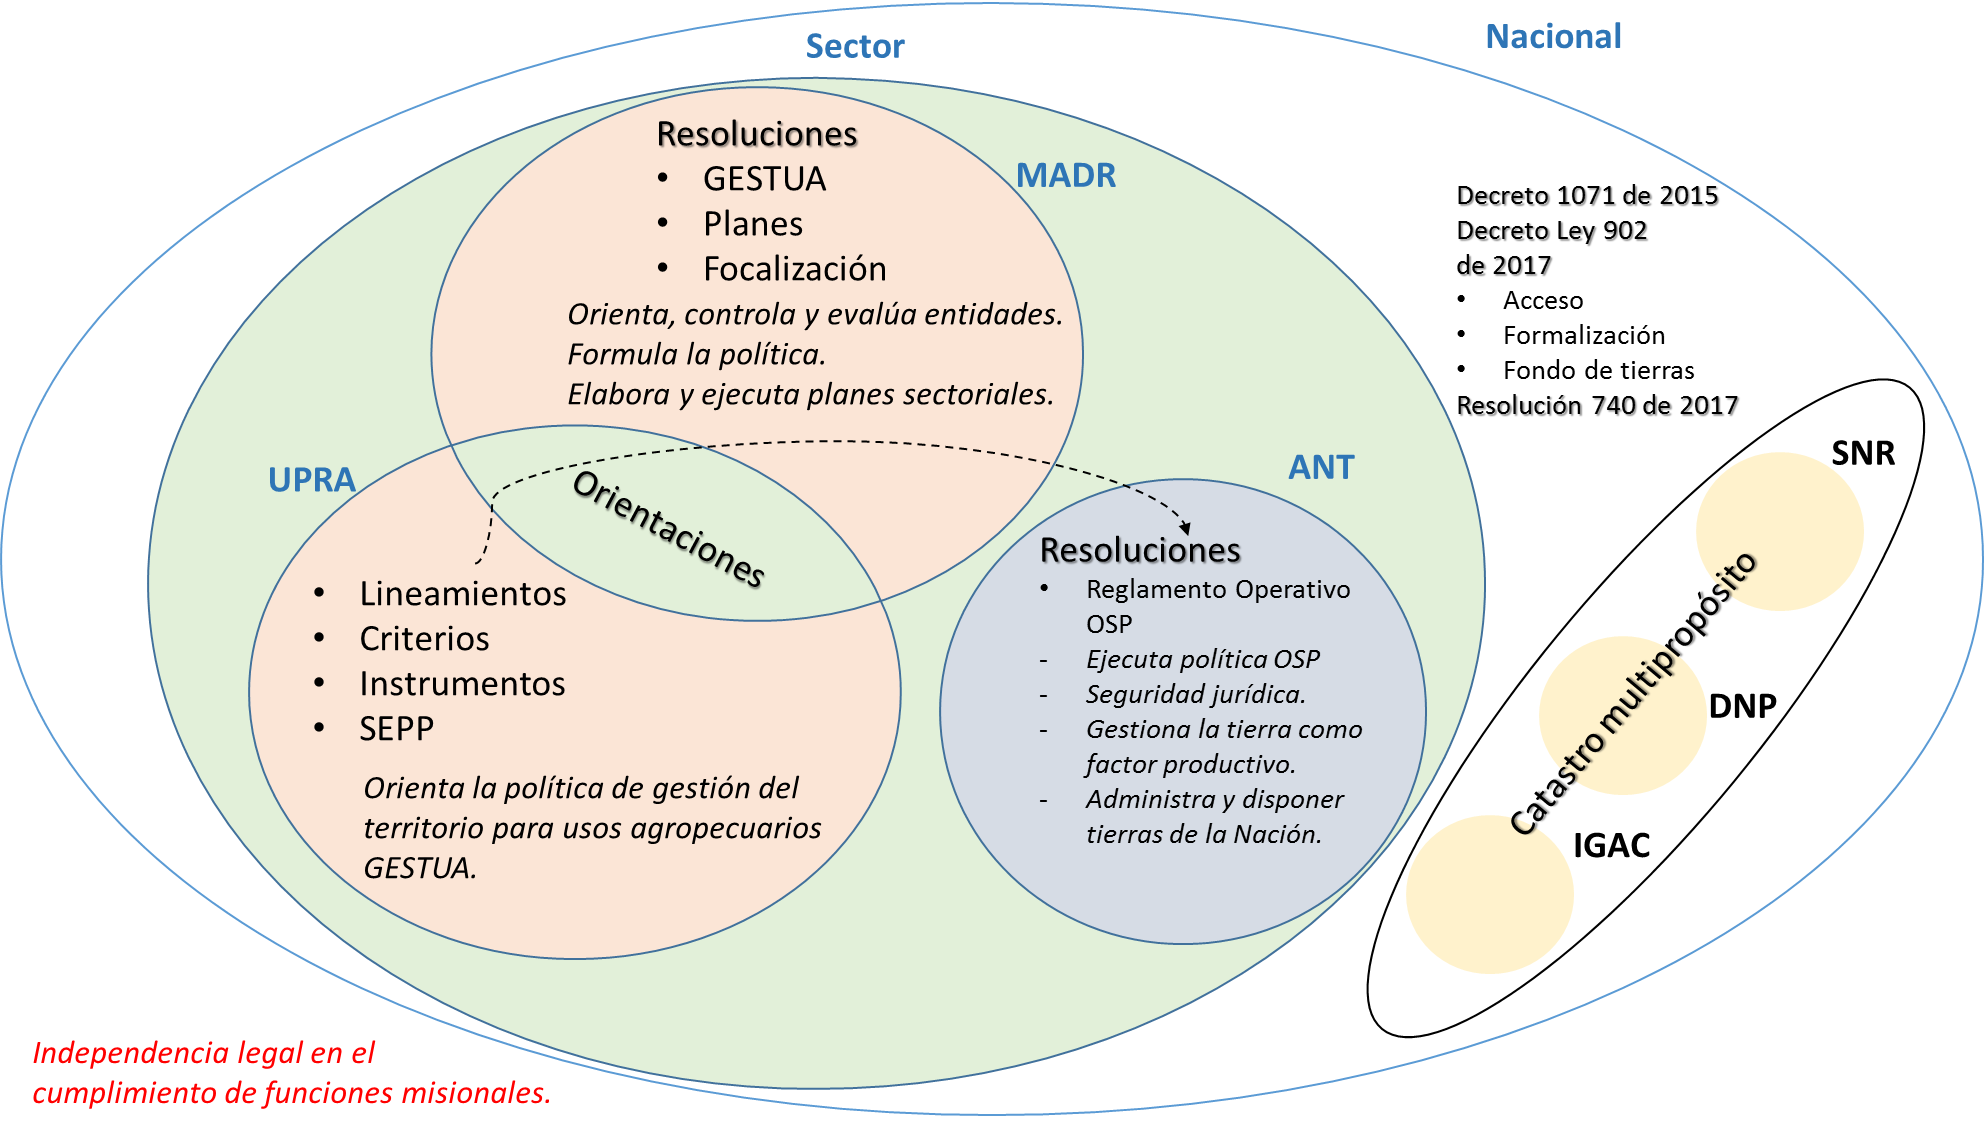 Sector
Nacional
Resoluciones
• GESTUA
• Planes
• Focalización
Orienta, controla y evalúa entidades.
Formula la política.
Elabora y ejecuta planes sectoriales.
MADR
Decreto 1071 de 2015
Decreto Ley 902
de 2017
• Acceso
• Formalización
• Fondo de tierras
Resolución 740 de 2017
UPRA
Orientaciones
• Lineamientos
• Criterios
• Instrumentos
• SEPP
Orienta la política de gestión del
territorio para usos agropecuarios
GESTUA.
ANT
Resoluciones
• Reglamento Operativo
OSP
- Ejecuta política OSP
- Seguridad jurídica.
- Gestiona la tierra como
factor productivo.
- Administra y disponer
tierras de la Nación.
SNR
Catastro multipropósito
DNP
IGAC
Independencia legal en el
cumplimiento de funciones misionales.